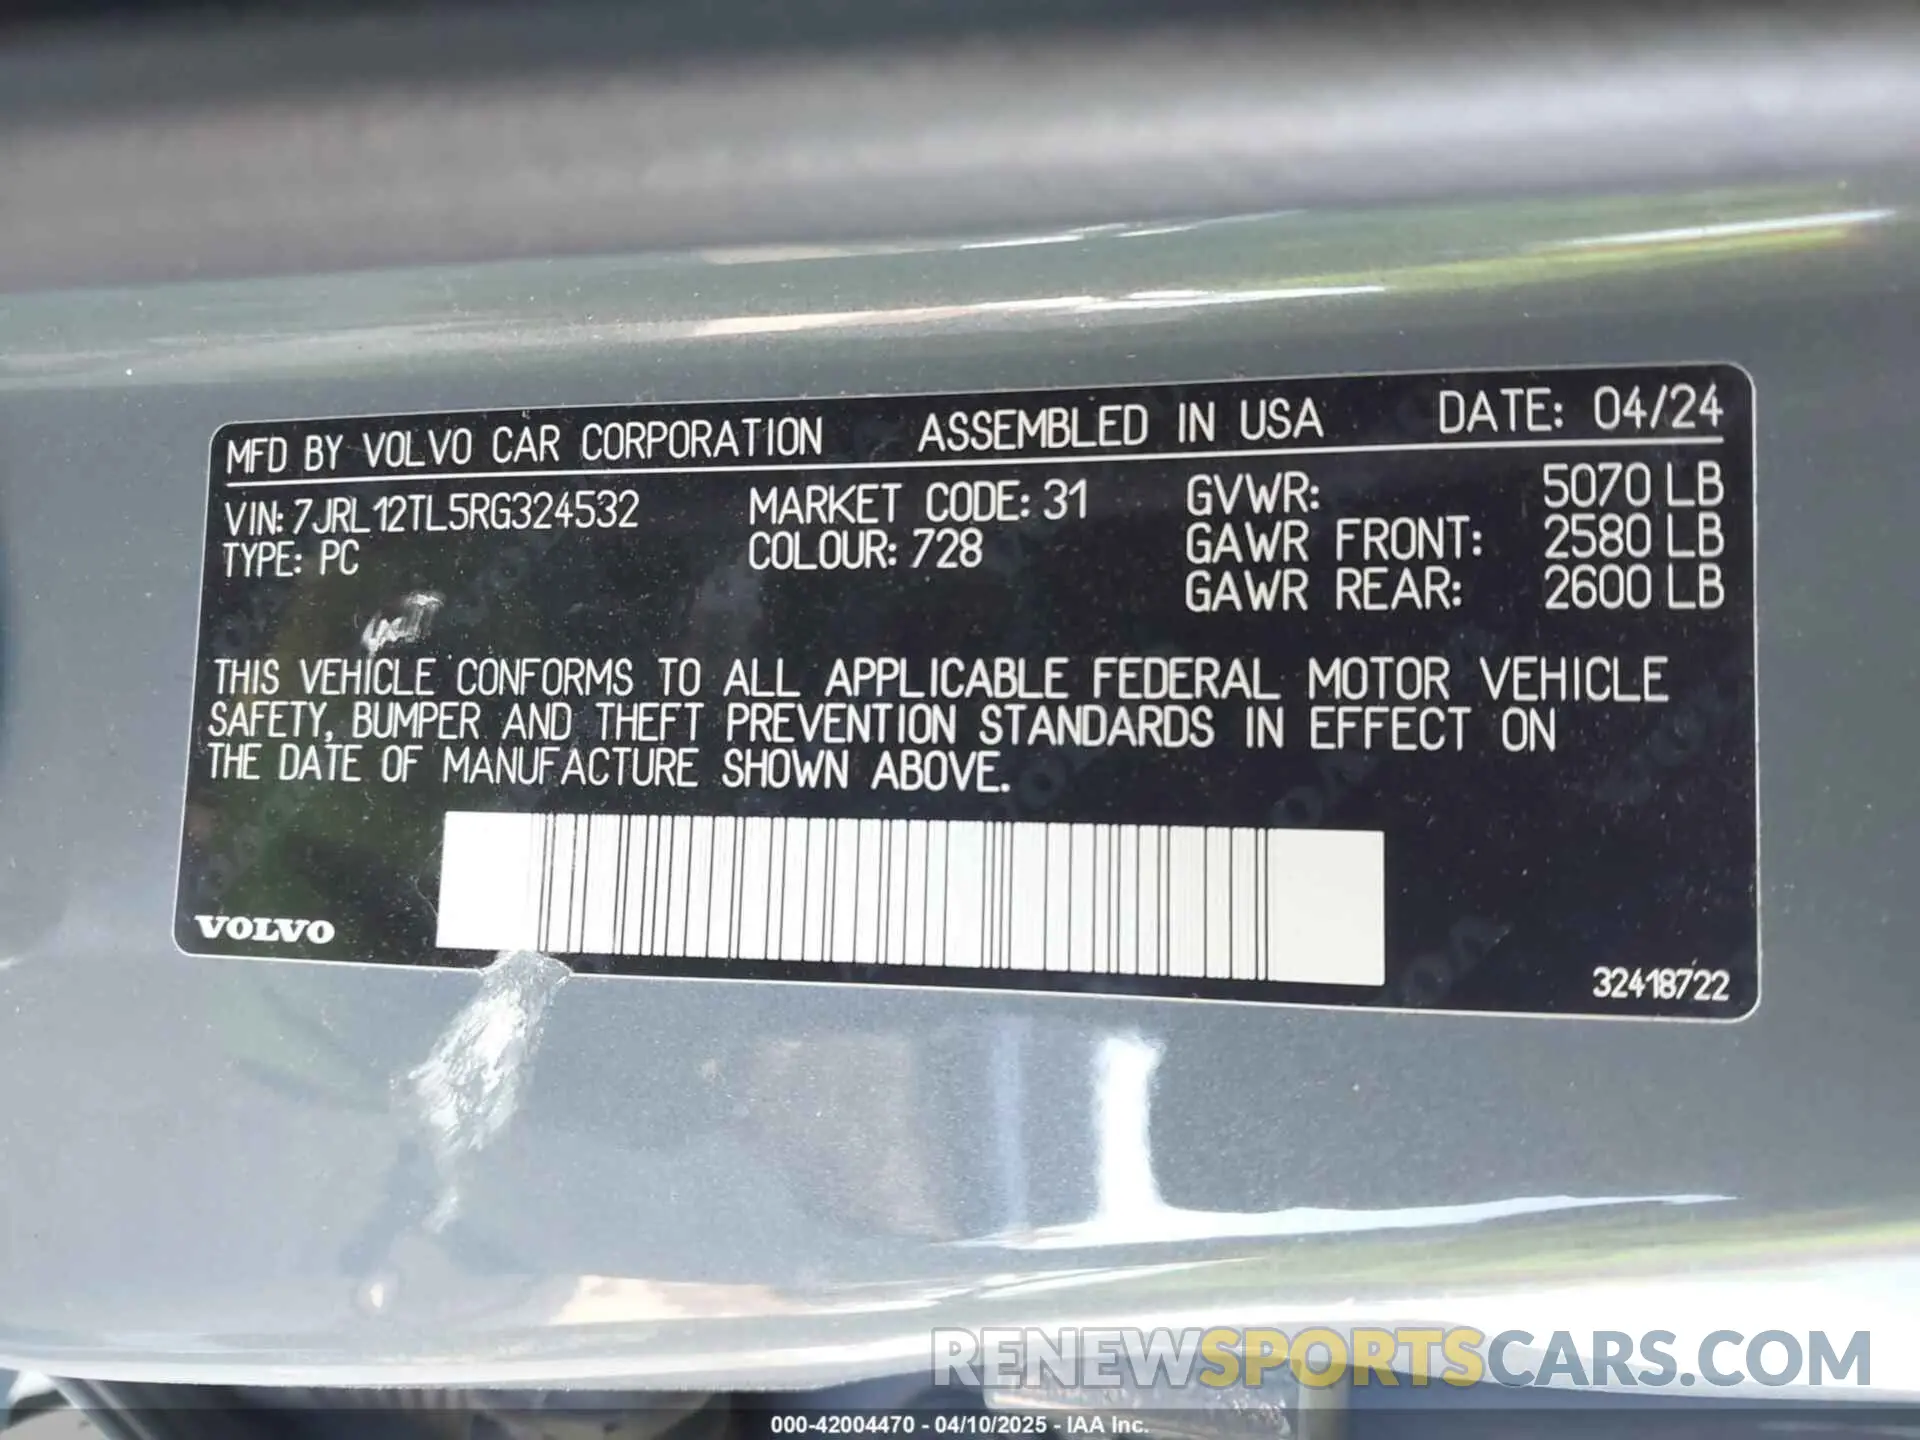 MFD BY VOLVO CAR CORPORATION ASSEMBLED IN USA DATE: 04/24
VIN: 7JRL12TL5RG324532 MARKET CODE: 31 GVWR: 5070 LB
TYPE: PC COLOUR: 728 GAWR FRONT: 2580 LB
GAWR REAR: 2600 LB
THIS VEHICLE CONFORMS TO ALL APPLICABLE FEDERAL MOTOR VEHICLE
SAFETY, BUMPER AND THEFT PREVENTION STANDARDS IN EFFECT ON
THE DATE OF MANUFACTURE SHOWN ABOVE.
VOLVO
32418722
RENEWSPORTSCARS.COM
000-42004470 - 04/10/2025 - IAA Inc.